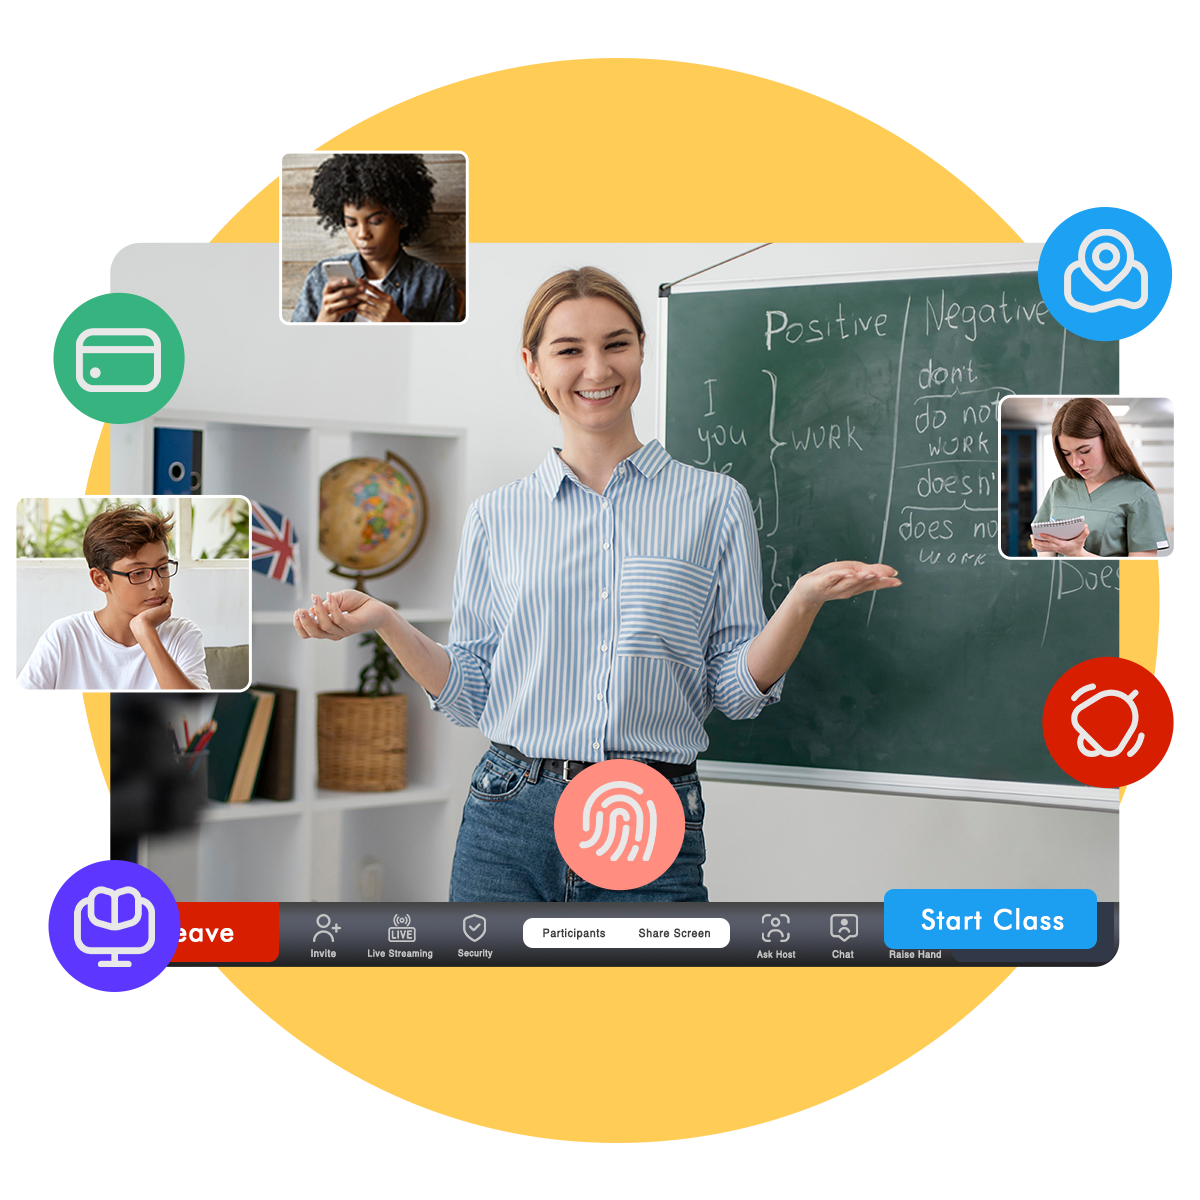 Positive
Negative
don't
I
do not
you
WORK
WORK
doesn'
does no
WORK
Does
eave
LIVE
Invite
Live Streaming
Security
Participants
Share Screen
Ask Host
Chat
Raise Hand
Start Class